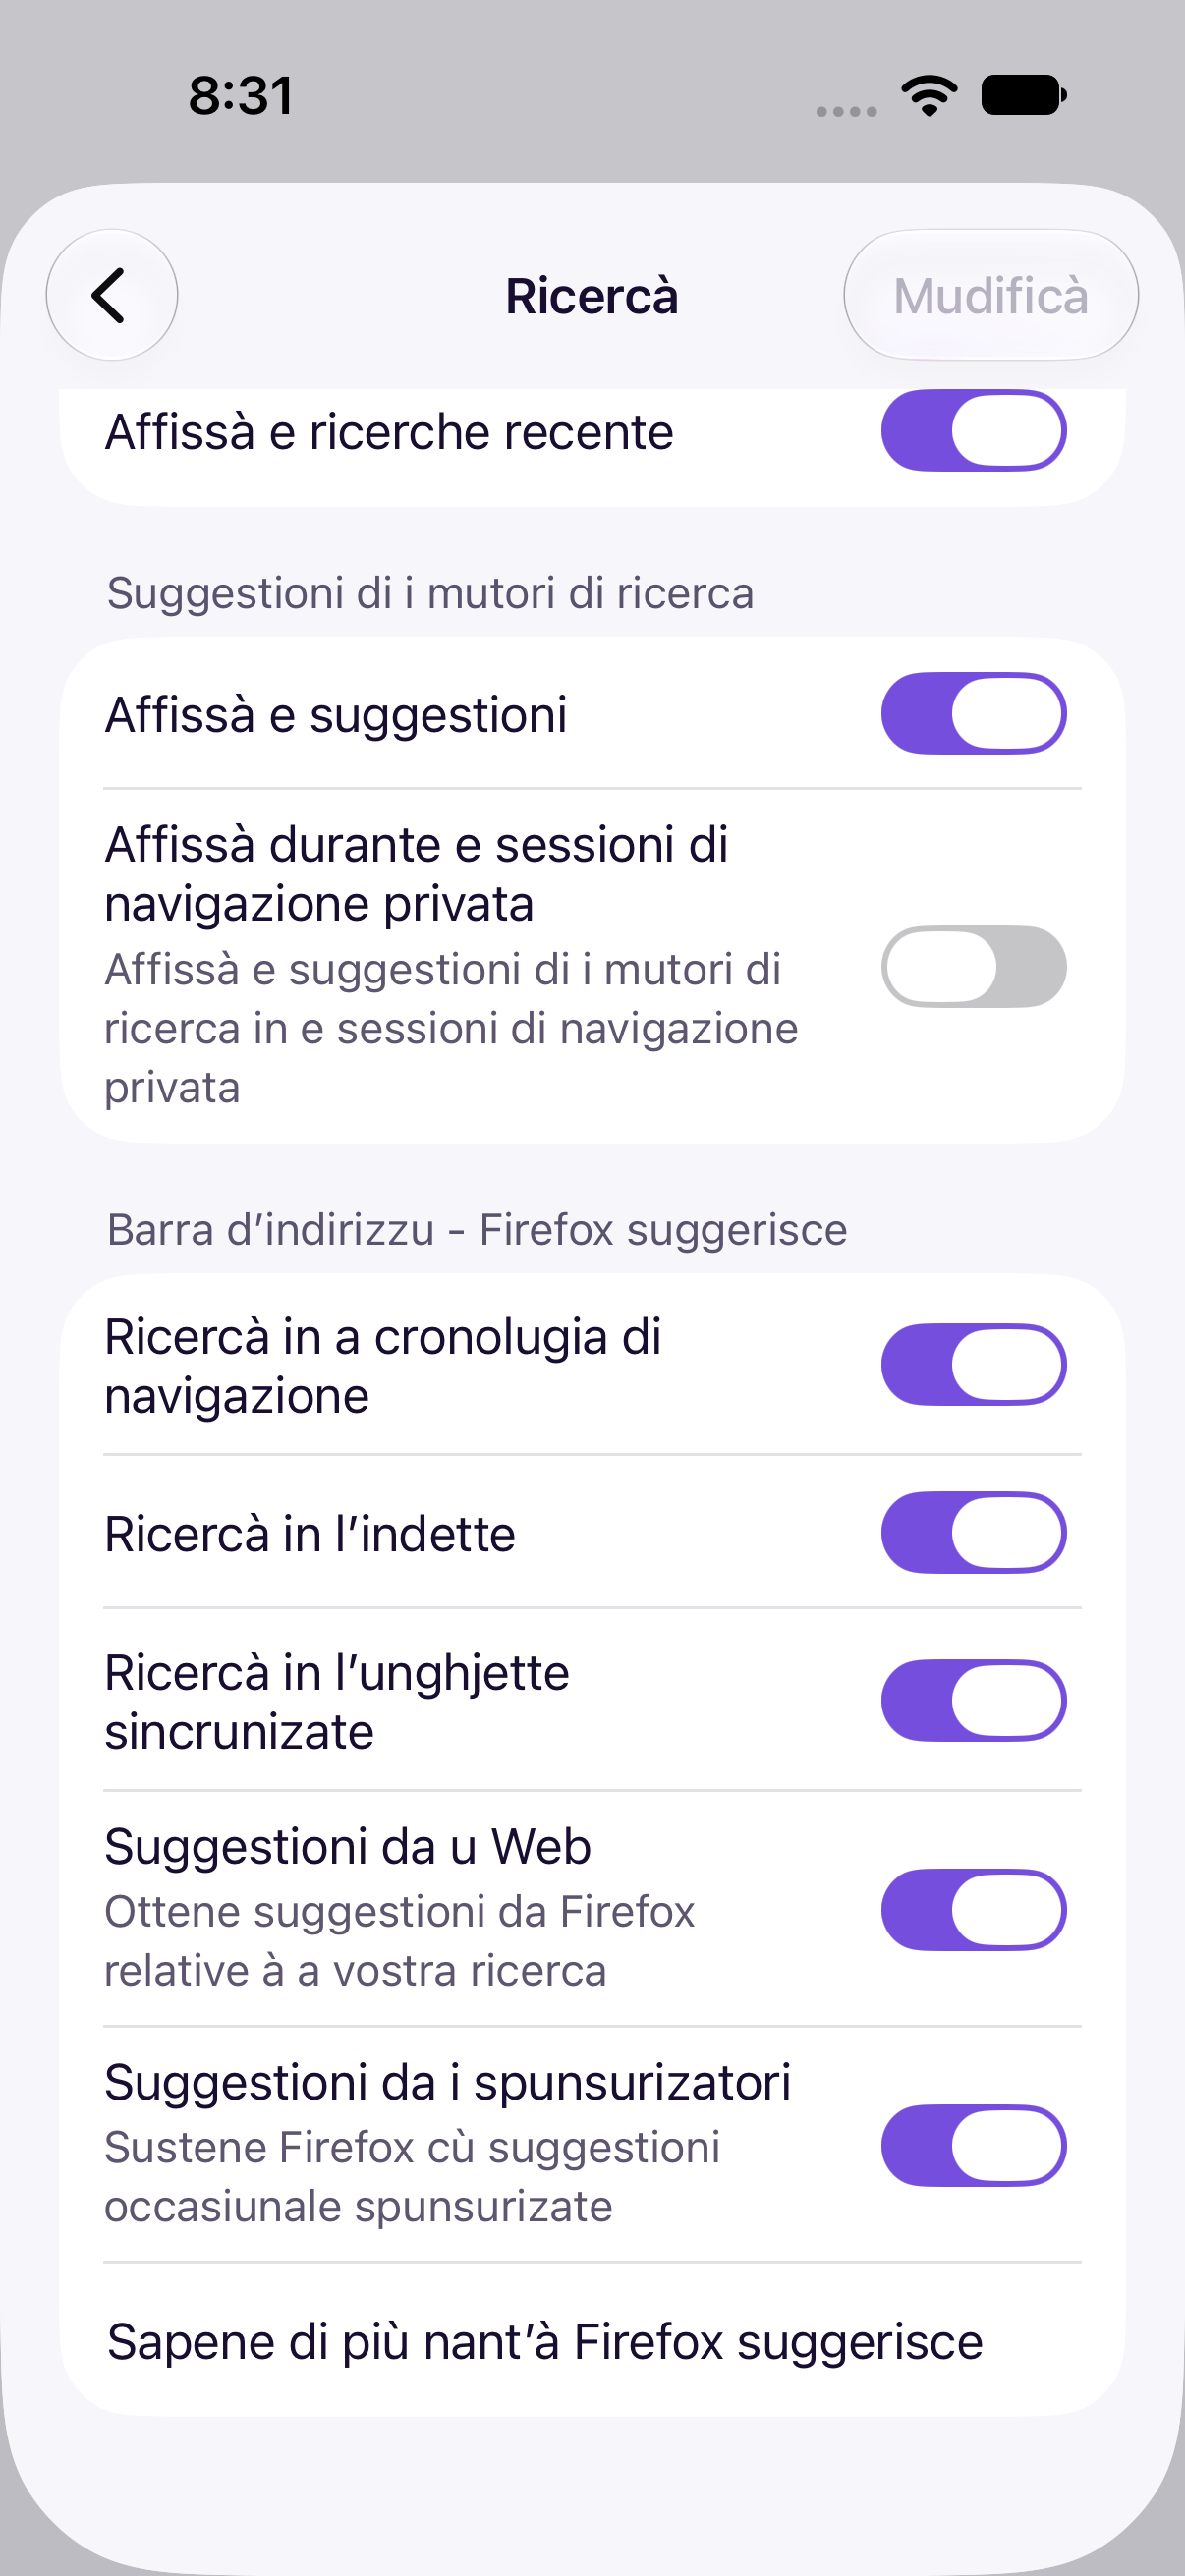 8:31
Ricercà
Mudificà
Affissà e ricerche recente
Suggestioni di i mutori di ricerca
Affissà e suggestioni
Affissà durante e sessioni di
navigazione privata
Affissà e suggestioni di i mutori di
ricerca in e sessioni di navigazione
privata
Barra d’indirizzu - Firefox suggerisce
Ricercà in a cronolugia di
navigazione
Ricercà in l’indette
Ricercà in l’unghjette
sincrunizate
Suggestioni da u Web
Ottene suggestioni da Firefox
relative à a vostra ricerca
Suggestioni da i spunsurizatori
Sustene Firefox cù suggestioni
occasiunale spunsurizate
Sapene di più nant’à Firefox suggerisce